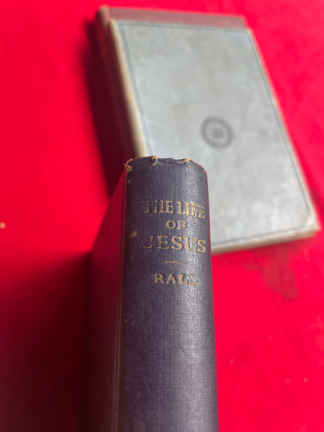 THE LIFE
OF
JESUS
RALL